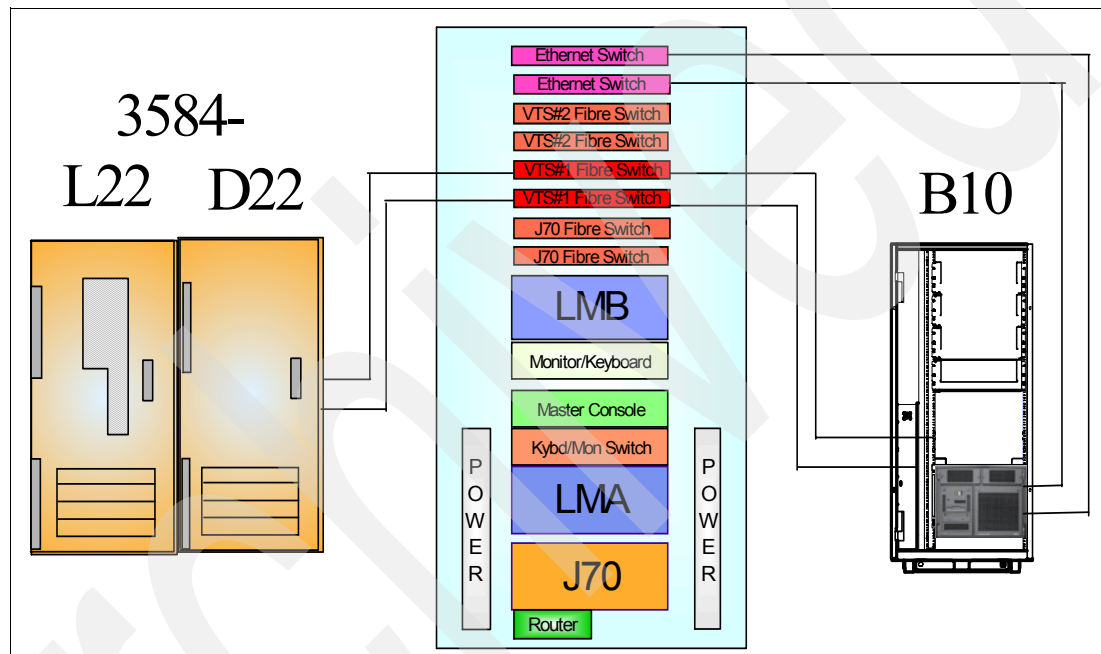 3584-
L22
D22
Ethernet Switch
Ethernet Switch
VTS#2 Fibre Switch
VTS#2 Fibre Switch
VTS#1 Fibre Switch
VTS#1 Fibre Switch
J70 Fibre Switch
J70 Fibre Switch
LMB
Monitor/Keyboard
Master Console
Kybd/Mon Switch
LMA
J70
Router
POWER
POWER
B10